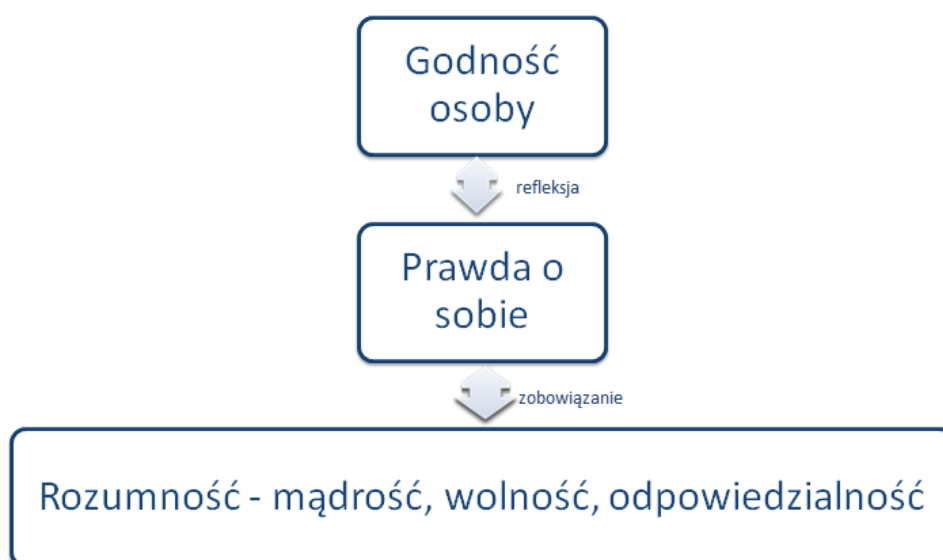 Godność
osoby
refleksja
Prawda o
sobie
zobowiązanie
Rozumność - mądrość, wolność, odpowiedzialność